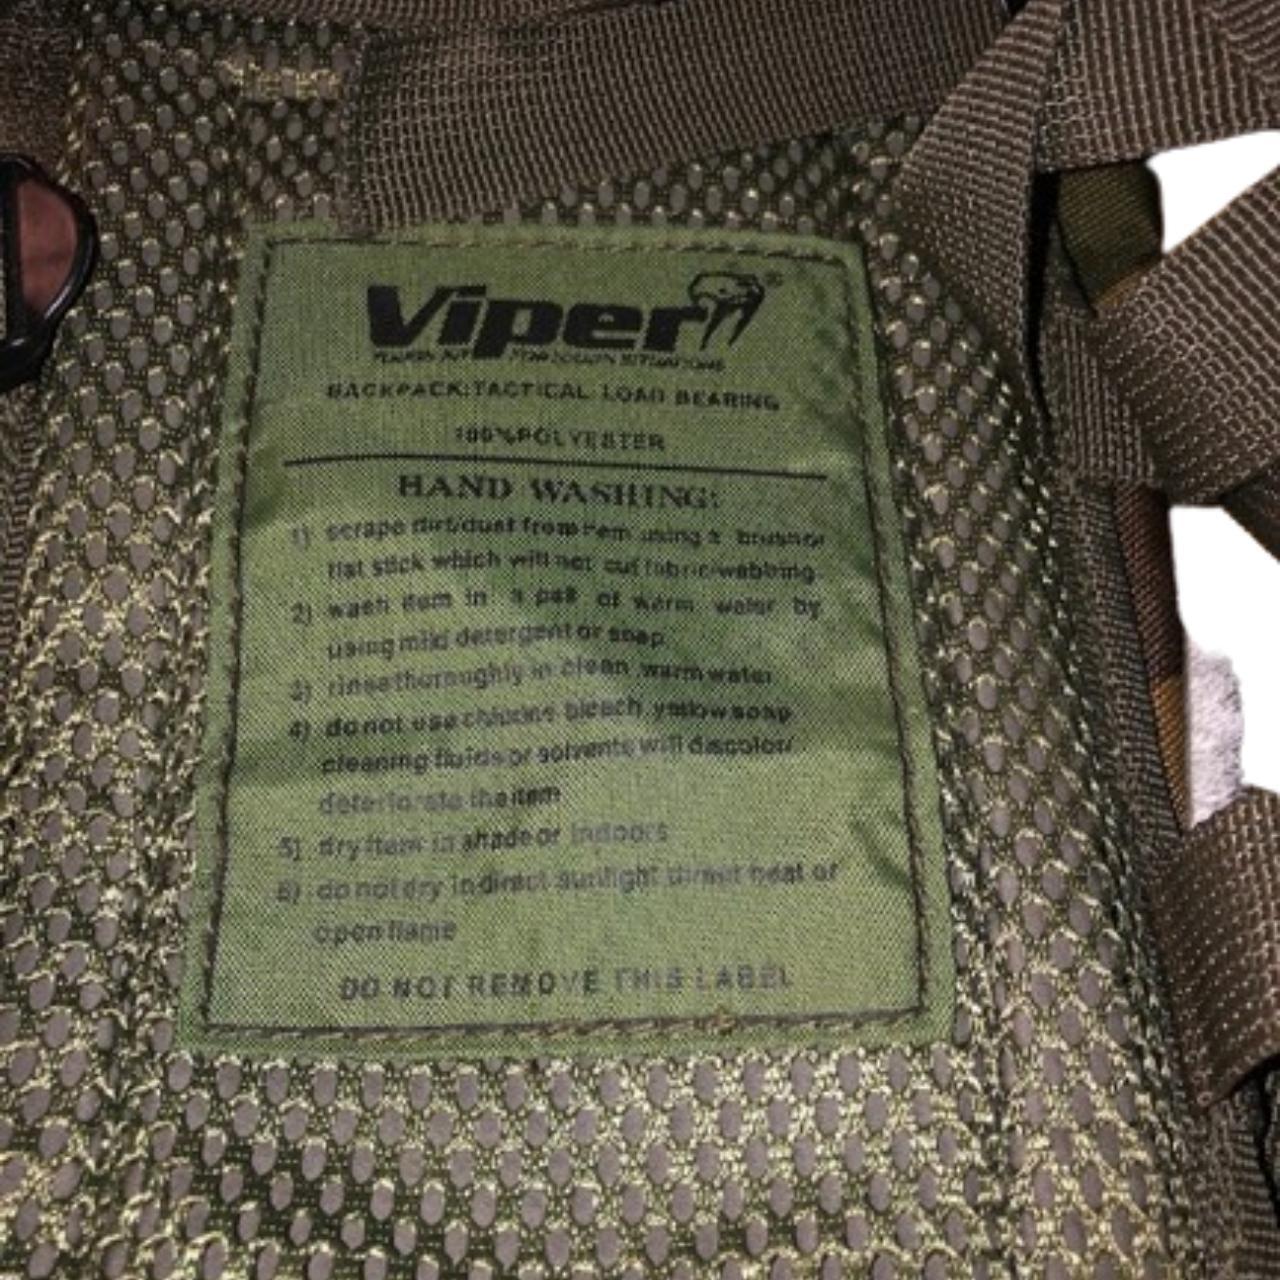 Viper®
BACKPACK:TACTICAL LOAD BEARING
100%POLYESTER
HAND WASHING:
1) scrape dirt/dust from item using a brush or
flat stick which will not cut fabric/webbing.
2) wash item in a pail of warm water by
using mild detergent or soap.
3) rinse thoroughly in clean warm water
4) do not use chlorine bleach, yellow soap
cleaning fluids or solvents will discolor/
deteriorate the item
5) dry item in shade or indoors
6) do not dry in direct sunlight direct heat or
open flame
DO NOT REMOVE THIS LABEL